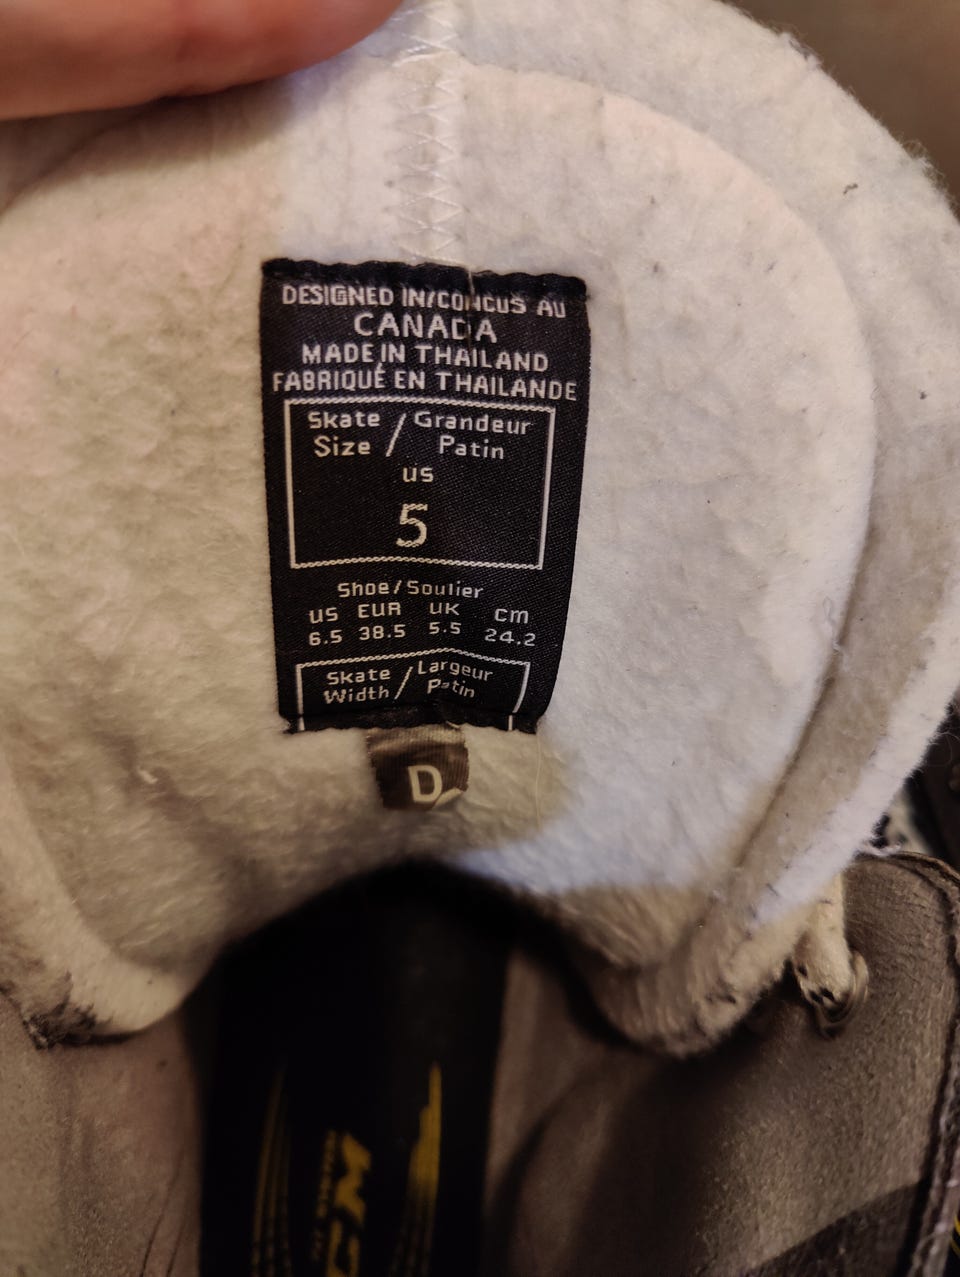 DESIGNED IN/CONCUS AU
CANADA
MADE IN THAILAND
FABRIQUÉ EN THAILANDE
Skate / Grandeur
Size / Patin
US
5
Shoe/Soulier
US EUR UK cm
6.5 38.5 5.5 24.2
Skate / Largeur
Width / Patin
D
CCM